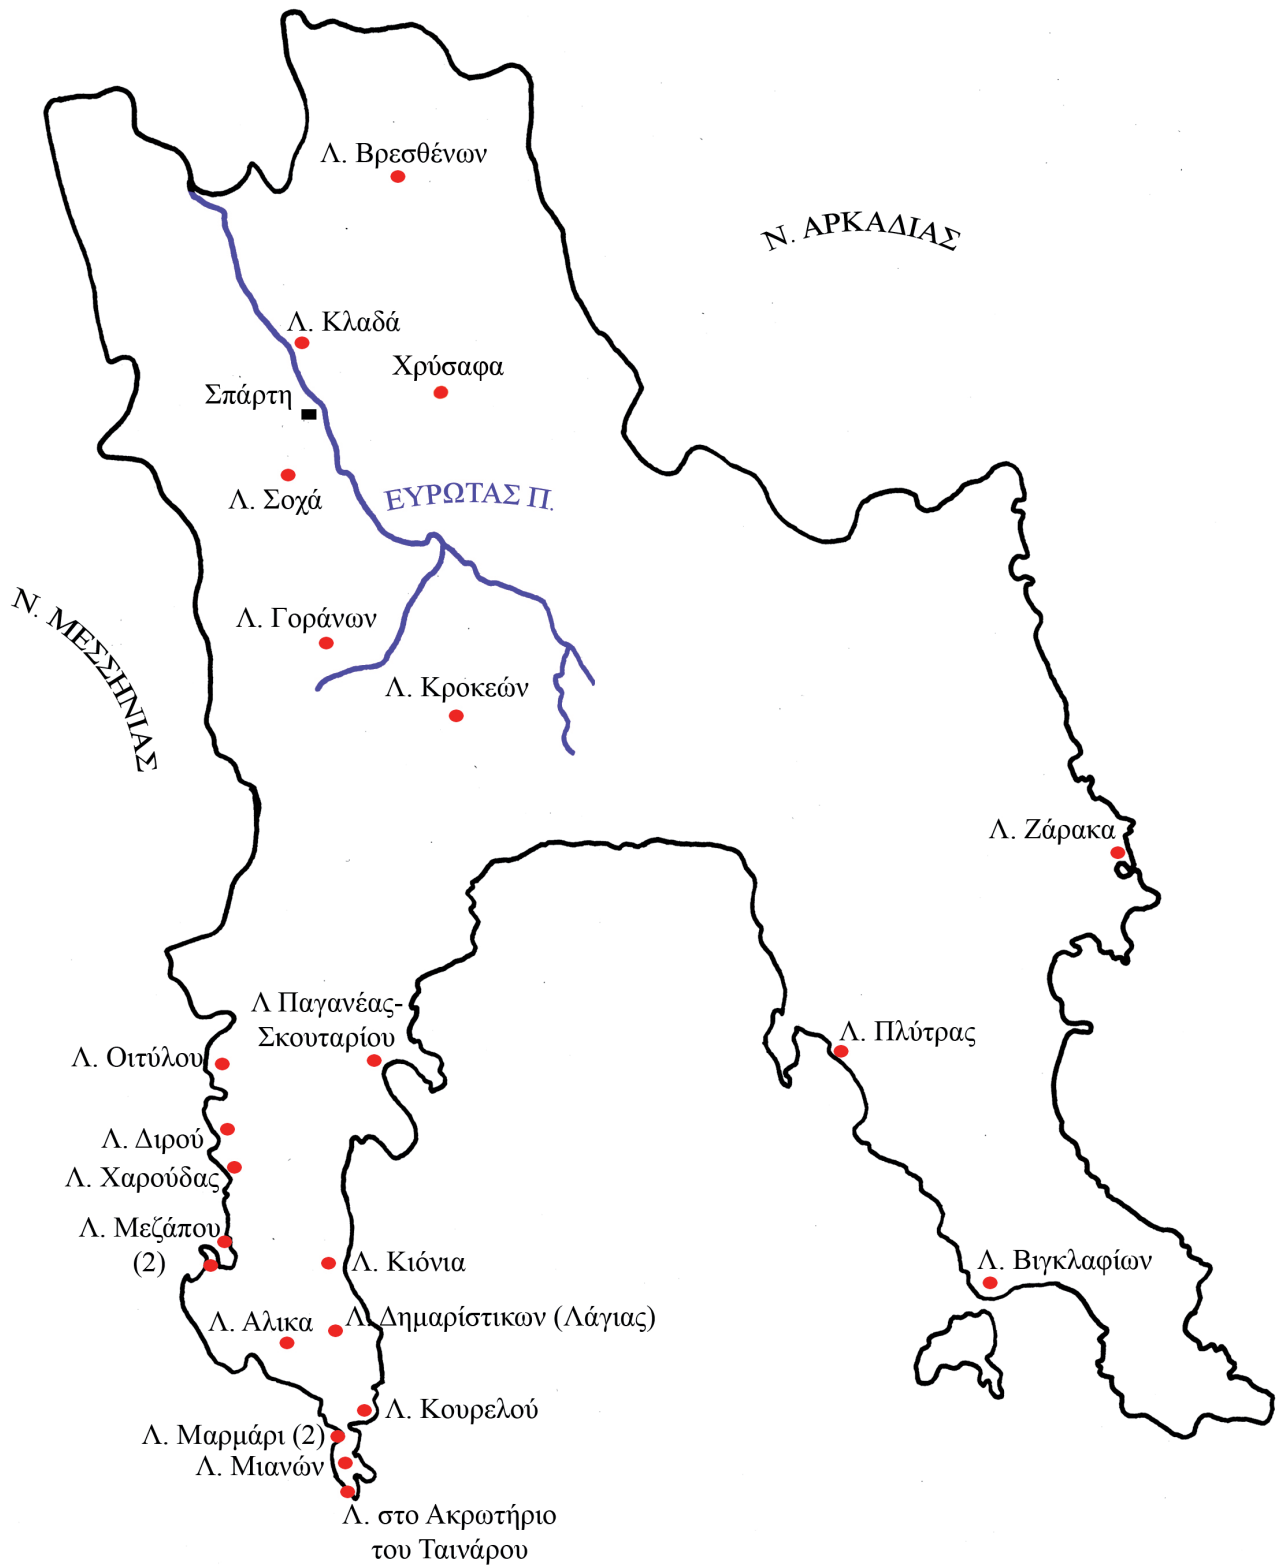 Λ. Βρεσθένων
Ν. ΑΡΚΑΔΙΑΣ
Λ. Κλαδά
Χρύσαφα
Σπάρτη
Λ. Σοχά
ΕΥΡΩΤΑΣ Π.
Ν. ΜΕΣΣΗΝΙΑΣ
Λ. Γοράνων
Λ. Κροκεών
Λ. Ζάρακα
Λ Παγανέας-
Σκουταρίου
Λ. Πλύτρας
Λ. Οιτύλου
Λ. Διρού
Λ. Χαρούδας
Λ. Μεζάπου
(2)
Λ. Κιόνια
Λ. Βιγκλαφίων
Λ. Αλικα
Λ. Δημαρίστικων (Λάγιας)
Λ. Κουρελού
Λ. Μαρμάρι (2)
Λ. Μιανών
Λ. στο Ακρωτήριο
του Ταινάρου